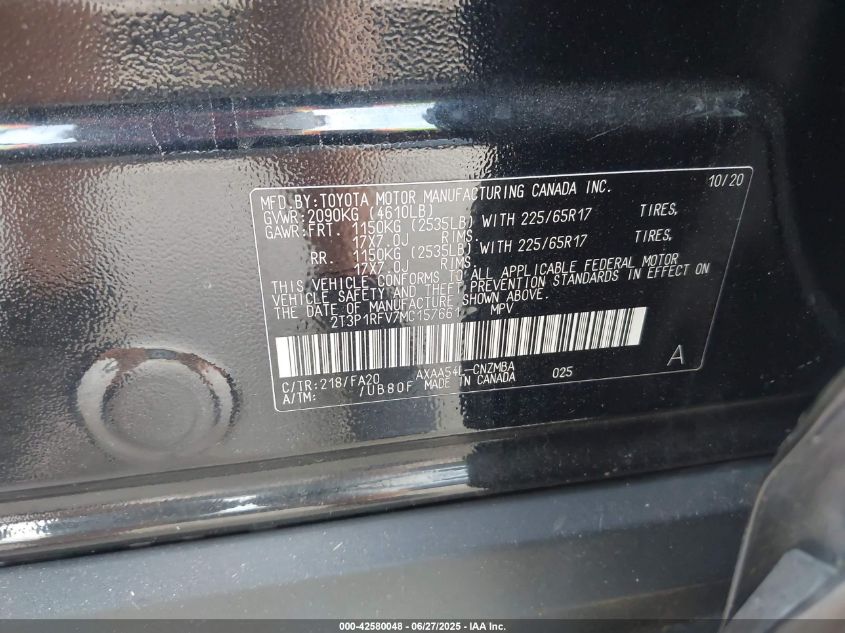 MFD.BY:TOYOTA MOTOR MANUFACTURING CANADA INC. 10/20
GVWR:2090KG (4610LB)
GAWR:FRT. 1150KG (2535LB) WITH 225/65R17 TIRES,
17X7.0J RIMS.
RR. 1150KG (2535LB) WITH 225/65R17 TIRES,
17X7.0J RIMS.
THIS VEHICLE CONFORMS TO ALL APPLICABLE FEDERAL MOTOR
VEHICLE SAFETY AND THEFT PREVENTION STANDARDS IN EFFECT ON
THE DATE OF MANUFACTURE SHOWN ABOVE.
2T3P1RFV7MC157661 MPV
A
C/TR:218/FA20 AXAA54L-CNZMBA 025
A/TM: /UB80F MADE IN CANADA
000-42580048 - 06/27/2025 - IAA Inc.